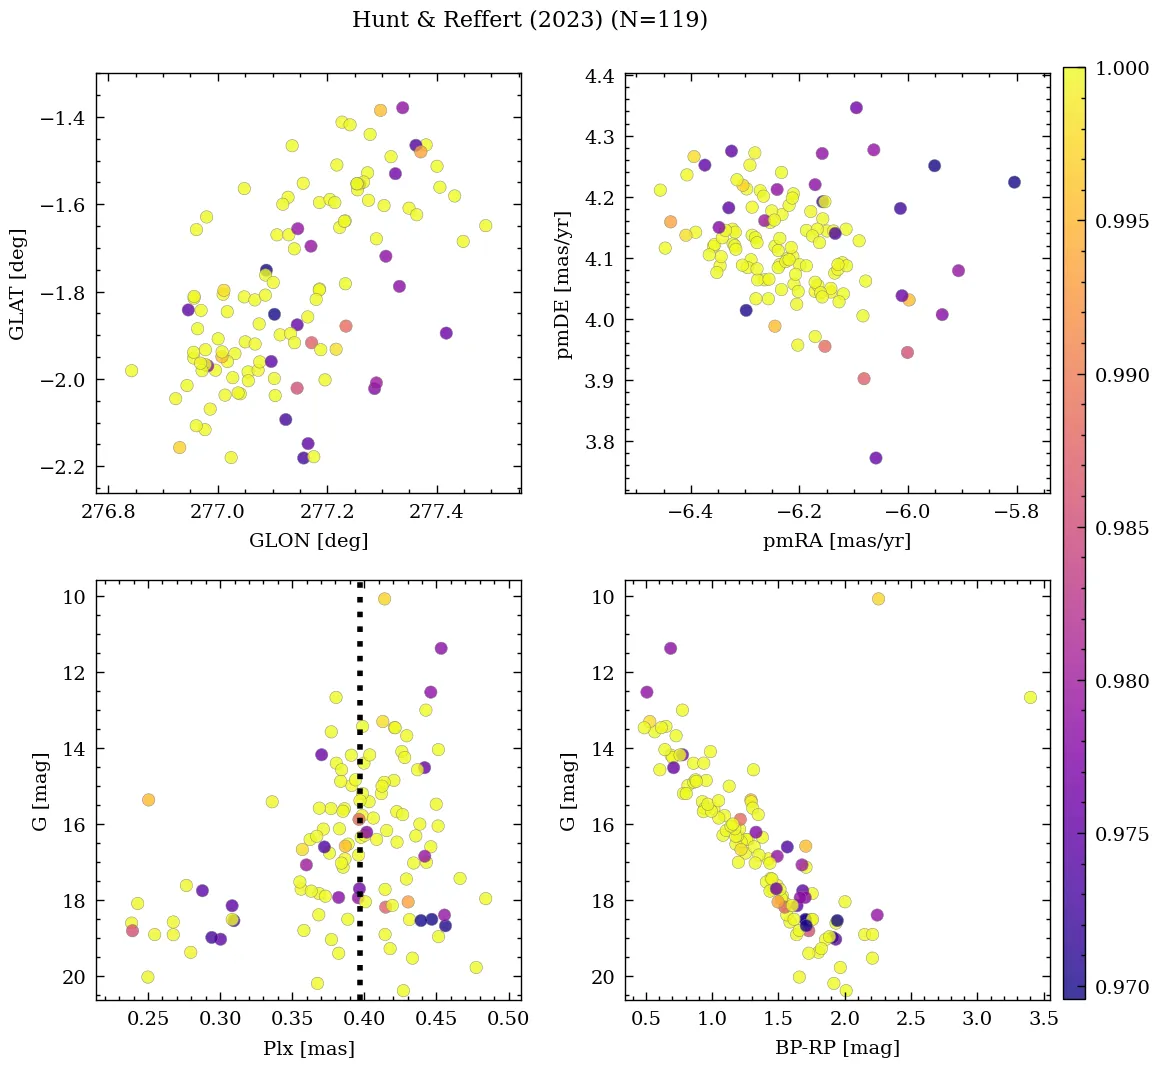 Hunt & Reffert (2023) (N=119)
−1.4
−1.6
−1.8
−2.0
−2.2
GLAT [deg]
276.8 277.0 277.2 277.4
GLON [deg]
4.4
4.3
4.2
4.1
4.0
3.9
3.8
pmDE [mas/yr]
−6.4 −6.2 −6.0 −5.8
pmRA [mas/yr]
10
12
14
16
18
20
G [mag]
0.25 0.30 0.35 0.40 0.45 0.50
Plx [mas]
10
12
14
16
18
20
G [mag]
0.5 1.0 1.5 2.0 2.5 3.0 3.5
BP-RP [mag]
1.000
0.995
0.990
0.985
0.980
0.975
0.970